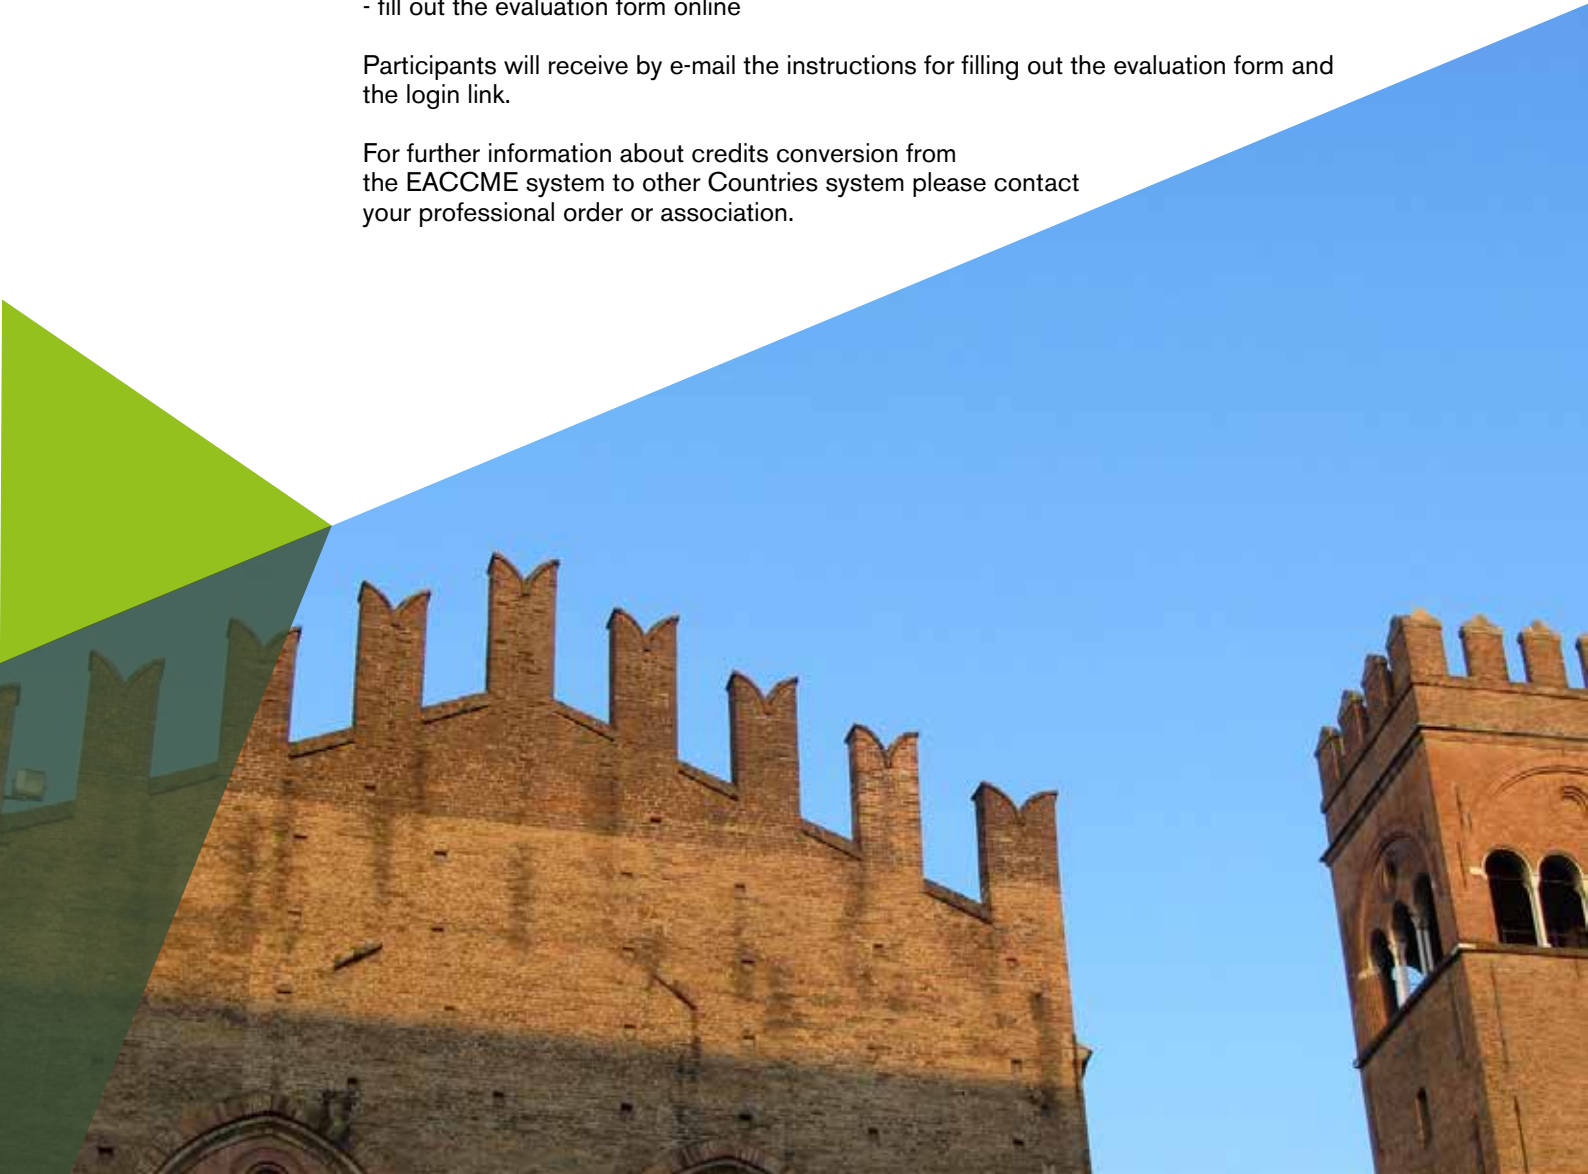 - fill out the evaluation form online
Participants will receive by e-mail the instructions for filling out the evaluation form and
the login link.
For further information about credits conversion from
the EACCME system to other Countries system please contact
your professional order or association.